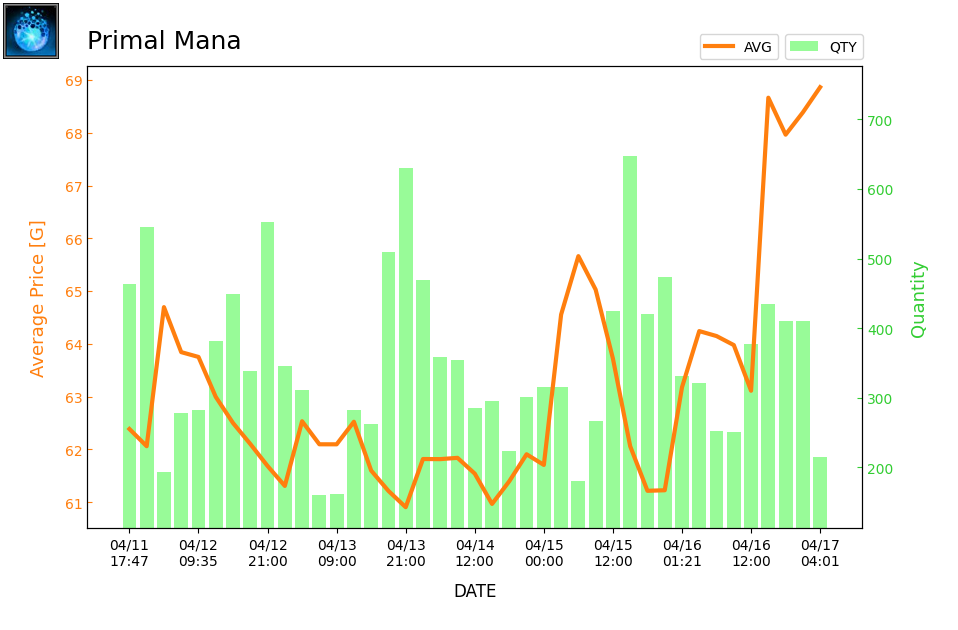 Primal Mana
AVG
QTY
Average Price [G]
69
68
67
66
65
64
63
62
61
700
600
500
400
300
200
Quantity
04/11 04/12 04/12 04/13 04/13 04/14 04/15 04/15 04/16 04/16 04/17
17:47 09:35 21:00 09:00 21:00 12:00 00:00 12:00 01:21 12:00 04:01
DATE